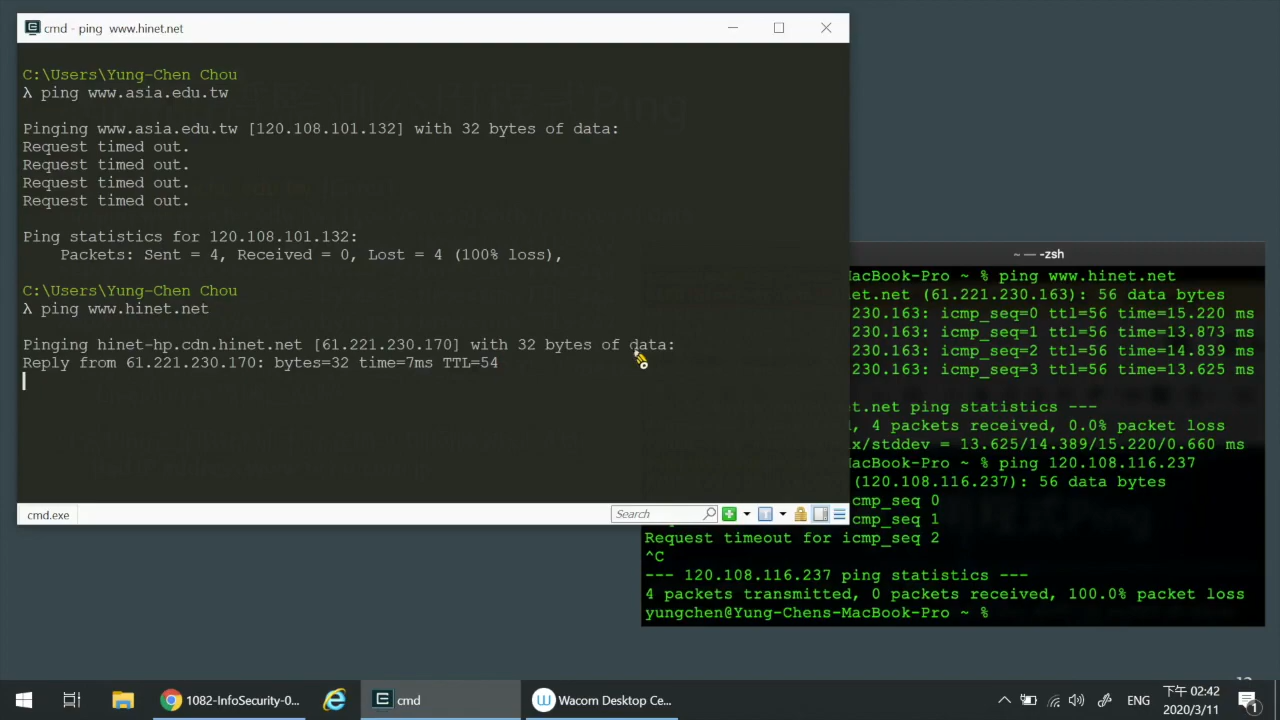 cmd - ping www.hinet.net
C:\Users\Yung-Chen Chou
λ ping www.asia.edu.tw
Pinging www.asia.edu.tw [120.108.101.132] with 32 bytes of data:
Request timed out.
Request timed out.
Request timed out.
Request timed out.
Ping statistics for 120.108.101.132:
Packets: Sent = 4, Received = 0, Lost = 4 (100% loss),
C:\Users\Yung-Chen Chou
λ ping www.hinet.net
Pinging hinet-hp.cdn.hinet.net [61.221.230.170] with 32 bytes of data:
Reply from 61.221.230.170: bytes=32 time=7ms TTL=54
cmd.exe
Search
~ — -zsh
MacBook-Pro ~ % ping www.hinet.net
et.net (61.221.230.163): 56 data bytes
230.163: icmp_seq=0 ttl=56 time=15.220 ms
230.163: icmp_seq=1 ttl=56 time=13.873 ms
230.163: icmp_seq=2 ttl=56 time=14.839 ms
230.163: icmp_seq=3 ttl=56 time=13.625 ms
et.net ping statistics ---
, 4 packets received, 0.0% packet loss
x/stddev = 13.625/14.389/15.220/0.660 ms
MacBook-Pro ~ % ping 120.108.116.237
(120.108.116.237): 56 data bytes
cmp_seq 0
cmp_seq 1
Request timeout for icmp_seq 2
^C
--- 120.108.116.237 ping statistics ---
4 packets transmitted, 0 packets received, 100.0% packet loss
yungchen@Yung-Chens-MacBook-Pro ~ %
1082-InfoSecurity-0...
cmd
Wacom Desktop Ce...
ENG
下午 02:42
2020/3/11
1